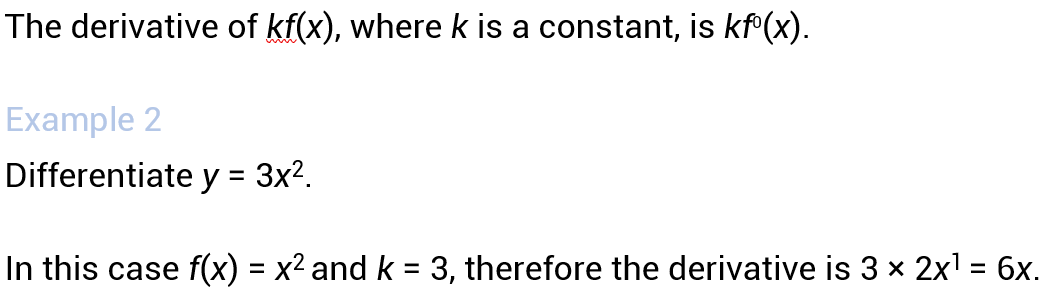 The derivative of kf(x), where k is a constant, is kf⁰(x).
Example 2
Differentiate y = 3x².
In this case f(x) = x² and k = 3, therefore the derivative is 3 × 2x¹ = 6x.